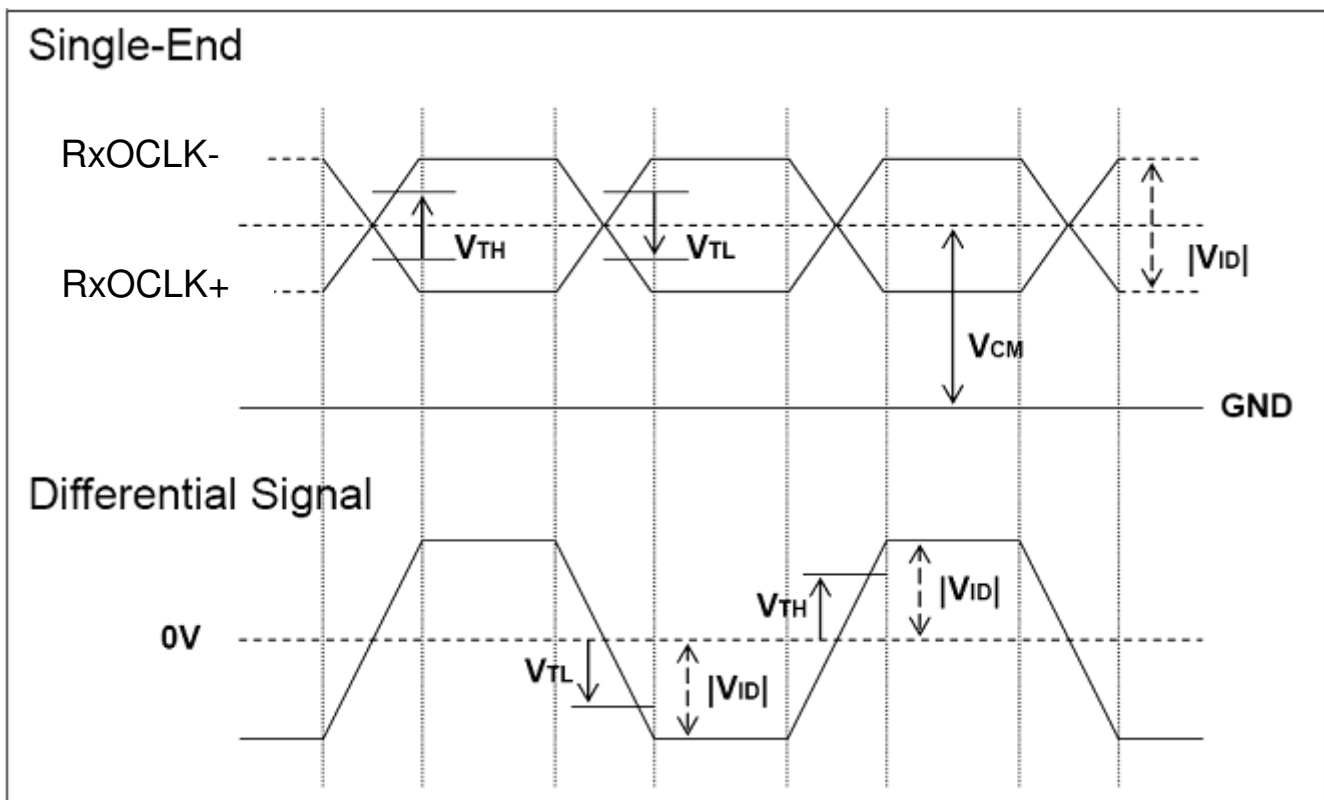 Single-End
RxOCLK-
VTH
VTL
|VID|
RxOCLK+
VCM
GND
Differential Signal
VTH
|VID|
0V
VTL
|VID|